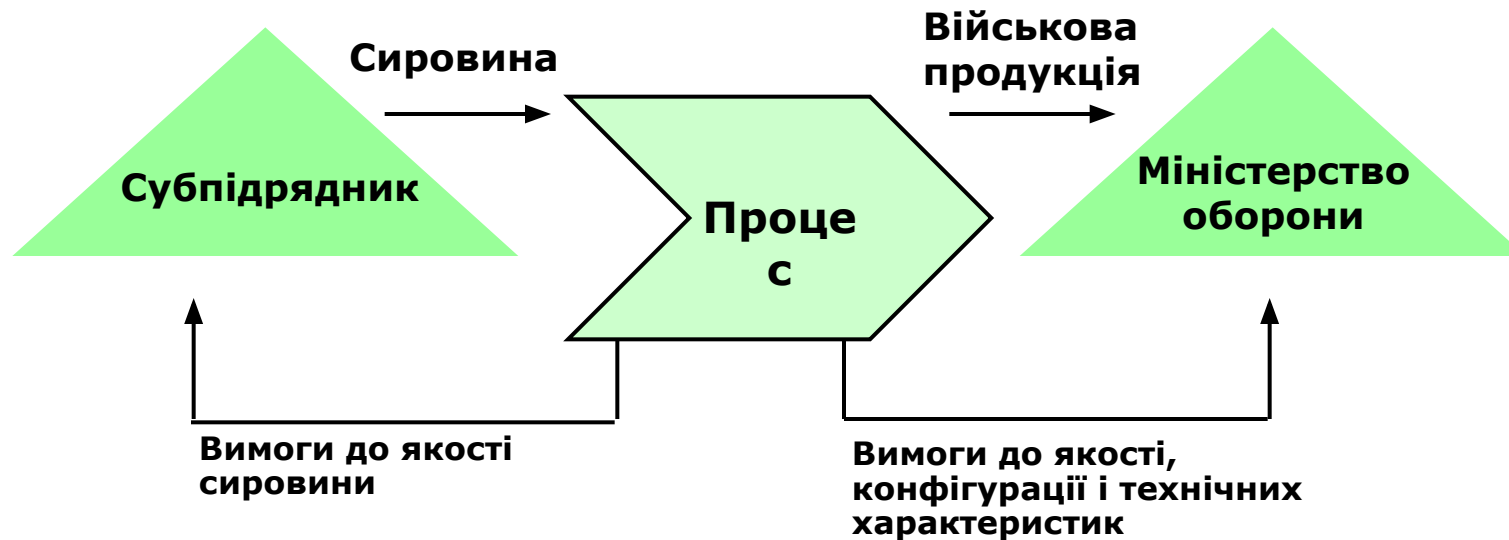 Сировина
Військова
продукція
Субпідрядник
Проце
с
Міністерство
оборони
Вимоги до якості
сировини
Вимоги до якості,
конфігурації і технічних
характеристик